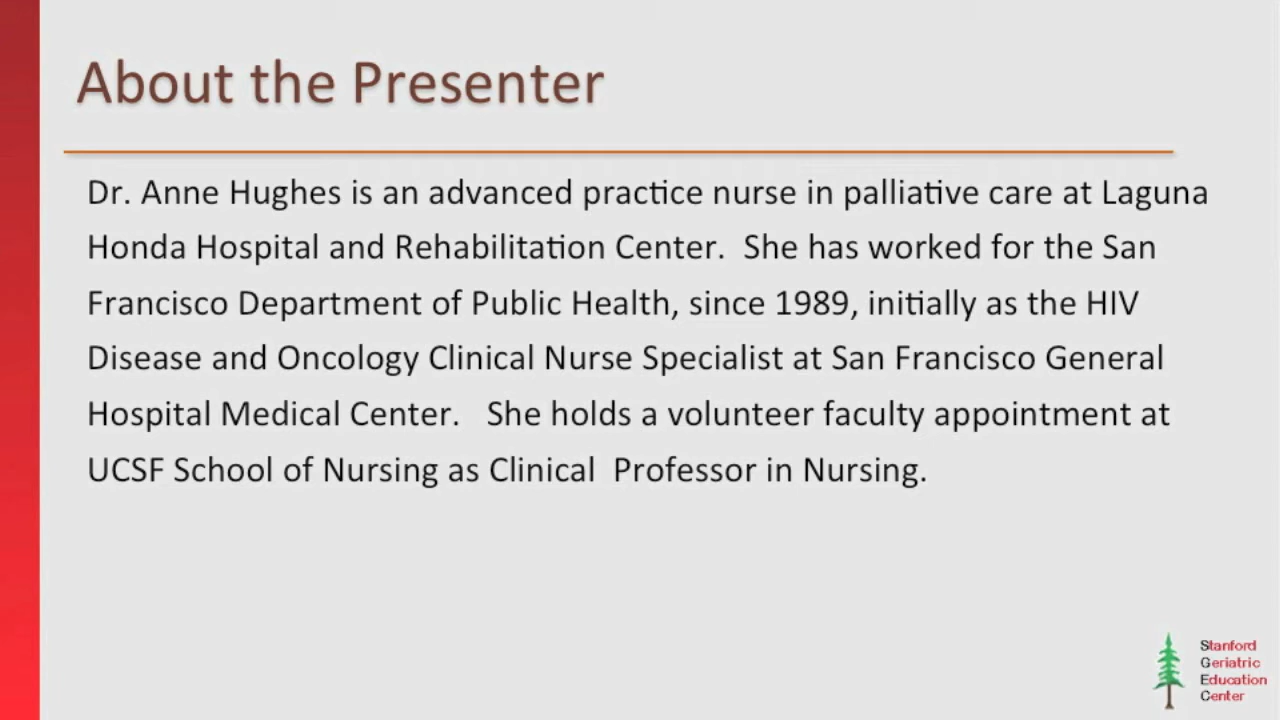 About the Presenter
Dr. Anne Hughes is an advanced practice nurse in palliative care at Laguna
Honda Hospital and Rehabilitation Center.  She has worked for the San
Francisco Department of Public Health, since 1989, initially as the HIV
Disease and Oncology Clinical Nurse Specialist at San Francisco General
Hospital Medical Center.   She holds a volunteer faculty appointment at
UCSF School of Nursing as Clinical  Professor in Nursing.
Stanford
Geriatric
Education
Center